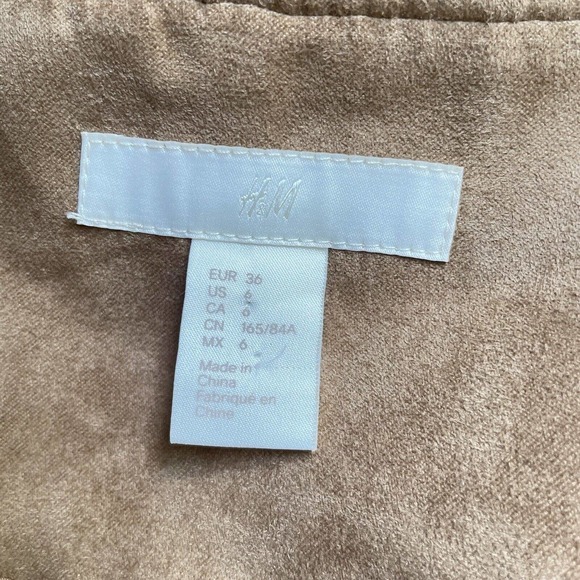 H&M
EUR 36
US 6
CA 6
CN 165/84A
MX 6
Made in
China
Fabriqué en
Chine